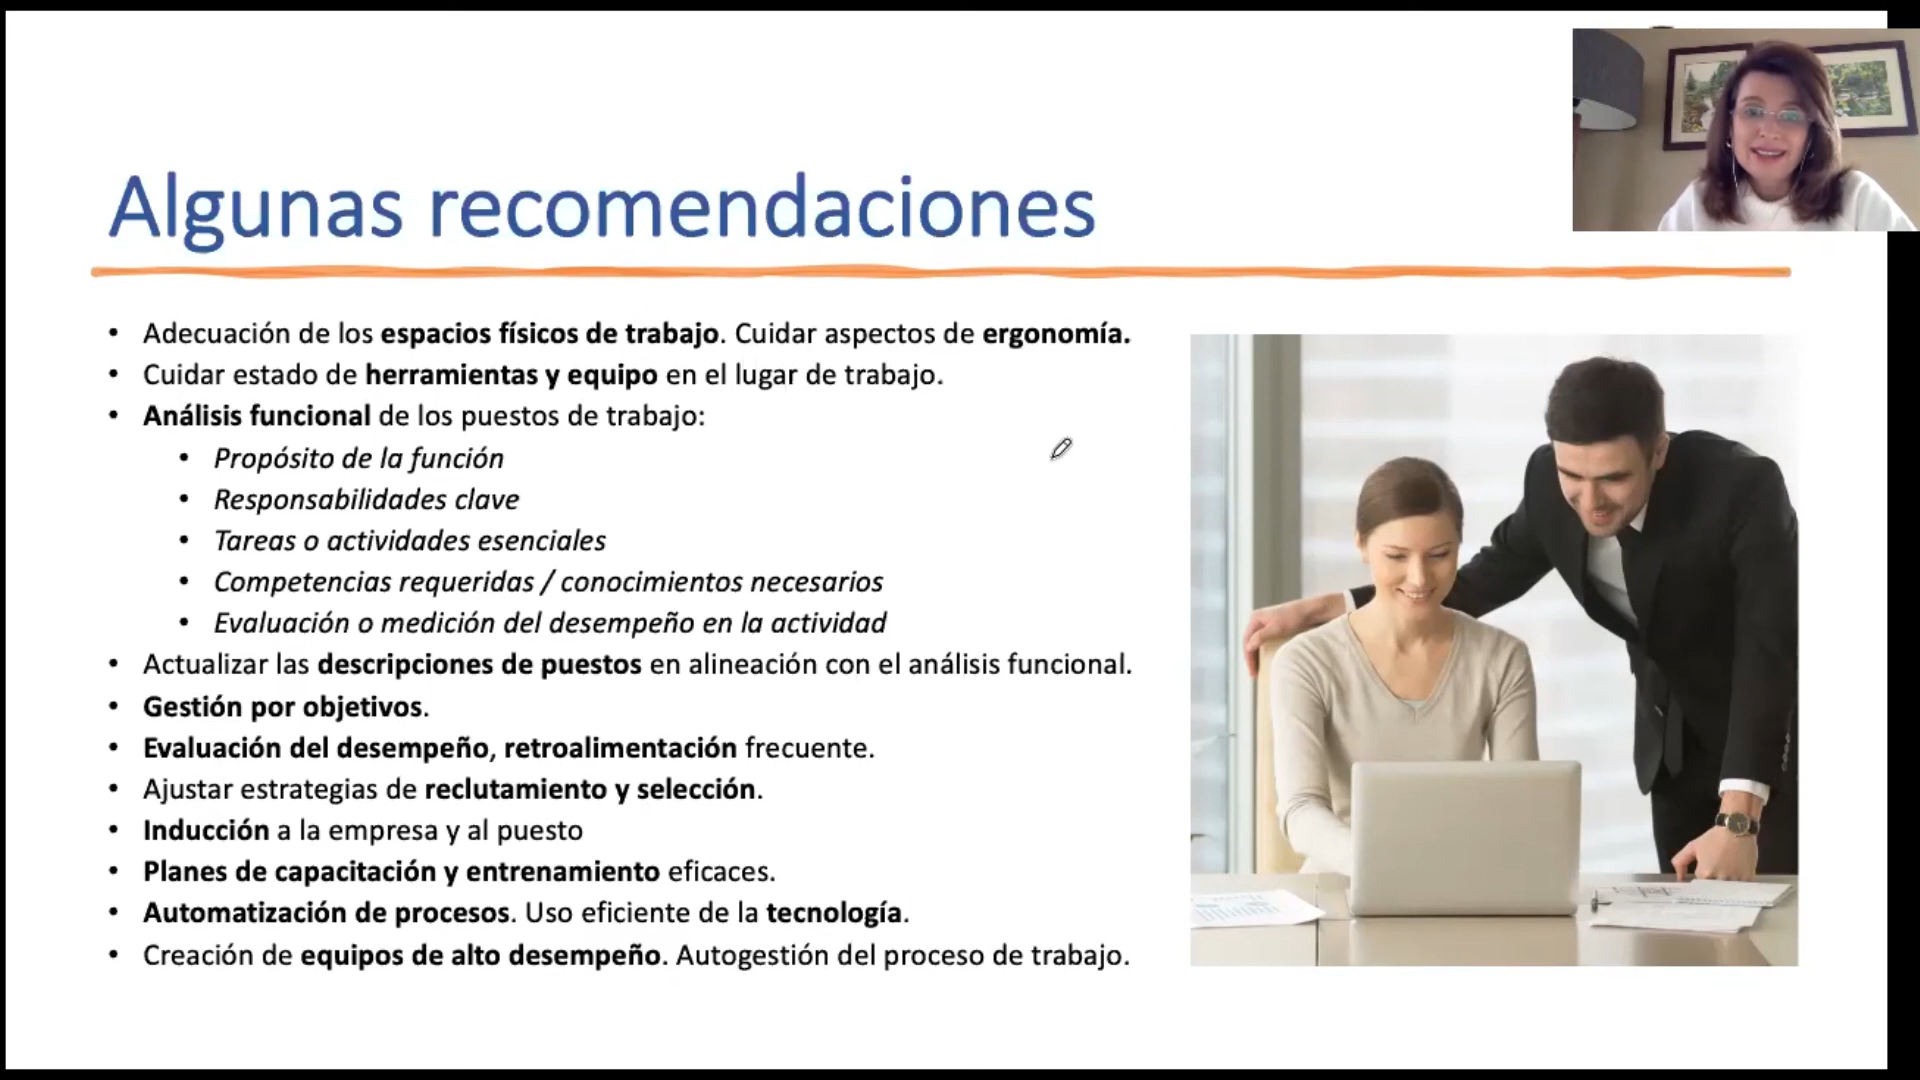 Algunas recomendaciones
• Adecuación de los espacios físicos de trabajo. Cuidar aspectos de ergonomía.
• Cuidar estado de herramientas y equipo en el lugar de trabajo.
• Análisis funcional de los puestos de trabajo:
• Propósito de la función
• Responsabilidades clave
• Tareas o actividades esenciales
• Competencias requeridas / conocimientos necesarios
• Evaluación o medición del desempeño en la actividad
• Actualizar las descripciones de puestos en alineación con el análisis funcional.
• Gestión por objetivos.
• Evaluación del desempeño, retroalimentación frecuente.
• Ajustar estrategias de reclutamiento y selección.
• Inducción a la empresa y al puesto
• Planes de capacitación y entrenamiento eficaces.
• Automatización de procesos. Uso eficiente de la tecnología.
• Creación de equipos de alto desempeño. Autogestión del proceso de trabajo.